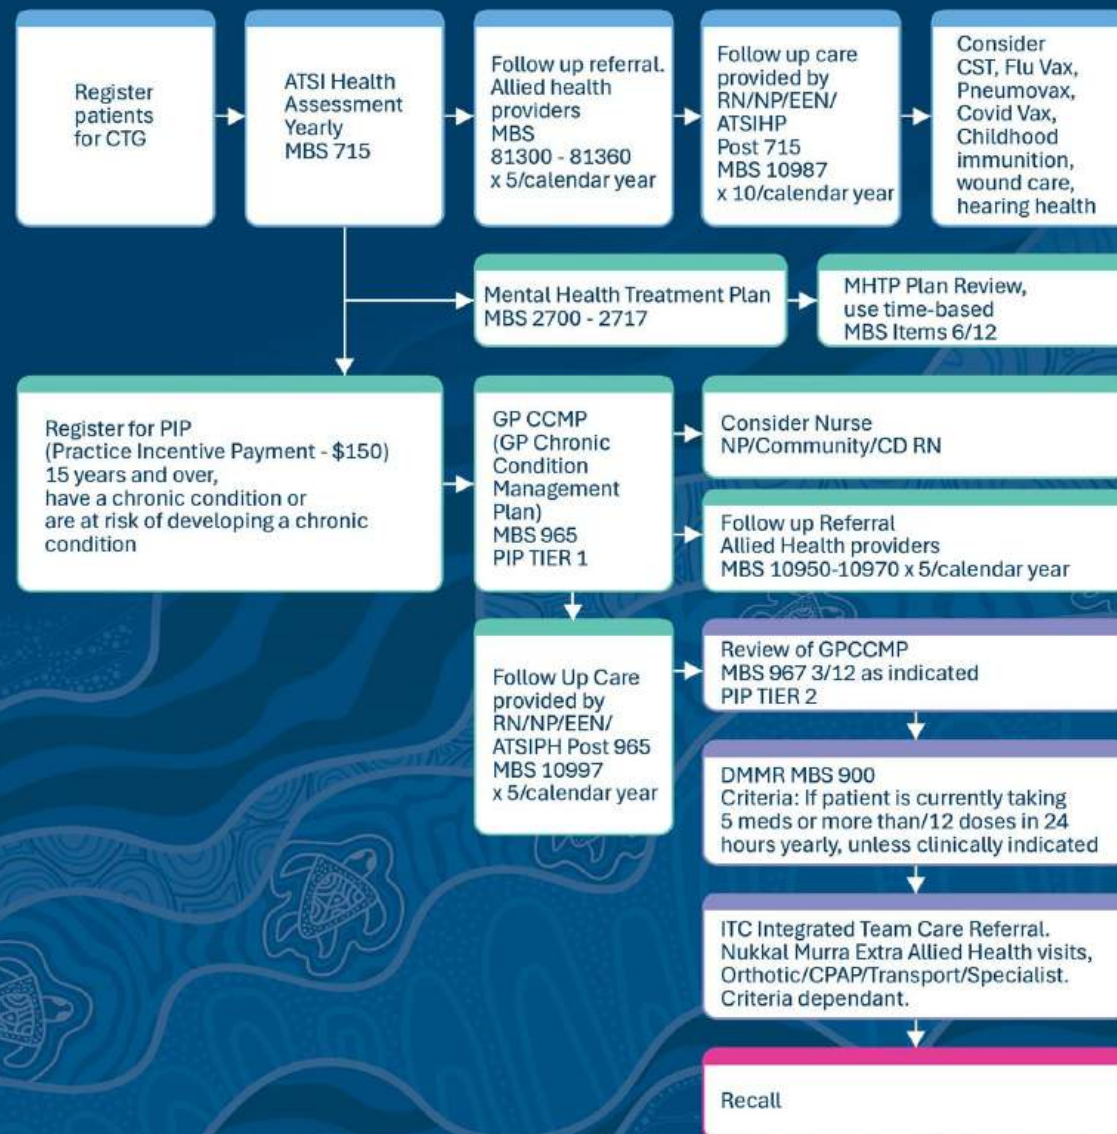 Register
patients
for CTG
ATSI Health
Assessment
Yearly
MBS 715
Follow up referral.
Allied health
providers
MBS
81300 - 81360
x 5/calendar year
Follow up care
provided by
RN/NP/EEN/
ATSIHP
Post 715
MBS 10987
x 10/calendar year
Consider
CST, Flu Vax,
Pneumovax,
Covid Vax,
Childhood
immunition,
wound care,
hearing health
Mental Health Treatment Plan
MBS 2700 - 2717
MHTP Plan Review,
use time-based
MBS Items 6/12
Register for PIP
(Practice Incentive Payment - $150)
15 years and over,
have a chronic condition or
are at risk of developing a chronic
condition
GP CCMP
(GP Chronic
Condition
Management
Plan)
MBS 965
PIP TIER 1
Consider Nurse
NP/Community/CD RN
Follow up Referral
Allied Health providers
MBS 10950-10970 x 5/calendar year
Follow Up Care
provided by
RN/NP/EEN/
ATSIPH Post 965
MBS 10997
x 5/calendar year
Review of GPCCMP
MBS 967 3/12 as indicated
PIP TIER 2
DMMR MBS 900
Criteria: If patient is currently taking
5 meds or more than/12 doses in 24
hours yearly, unless clinically indicated
ITC Integrated Team Care Referral.
Nukkal Murra Extra Allied Health visits,
Orthotic/CPAP/Transport/Specialist.
Criteria dependant.
Recall